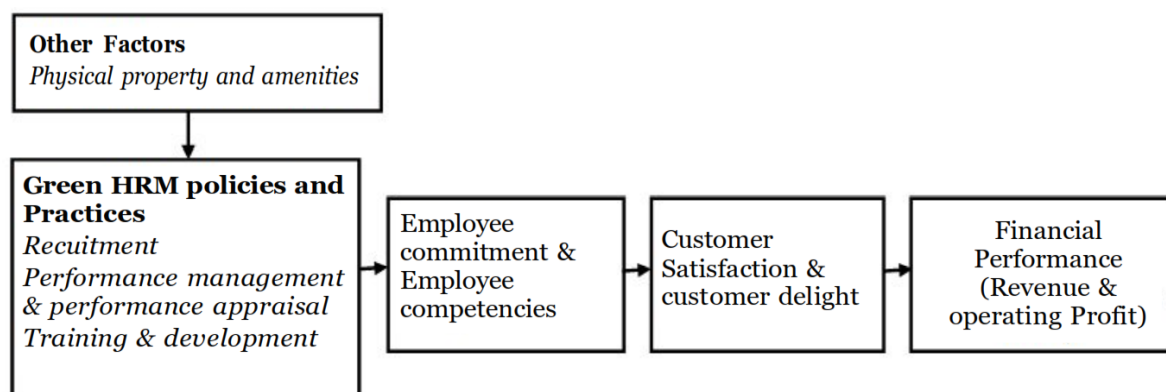 Other Factors
Physical property and amenities
Green HRM policies and
Practices
Recuitment
Performance management
& performance appraisal
Training & development
Employee
commitment &
Employee
competencies
Customer
Satisfaction &
customer delight
Financial
Performance
(Revenue &
operating Profit)